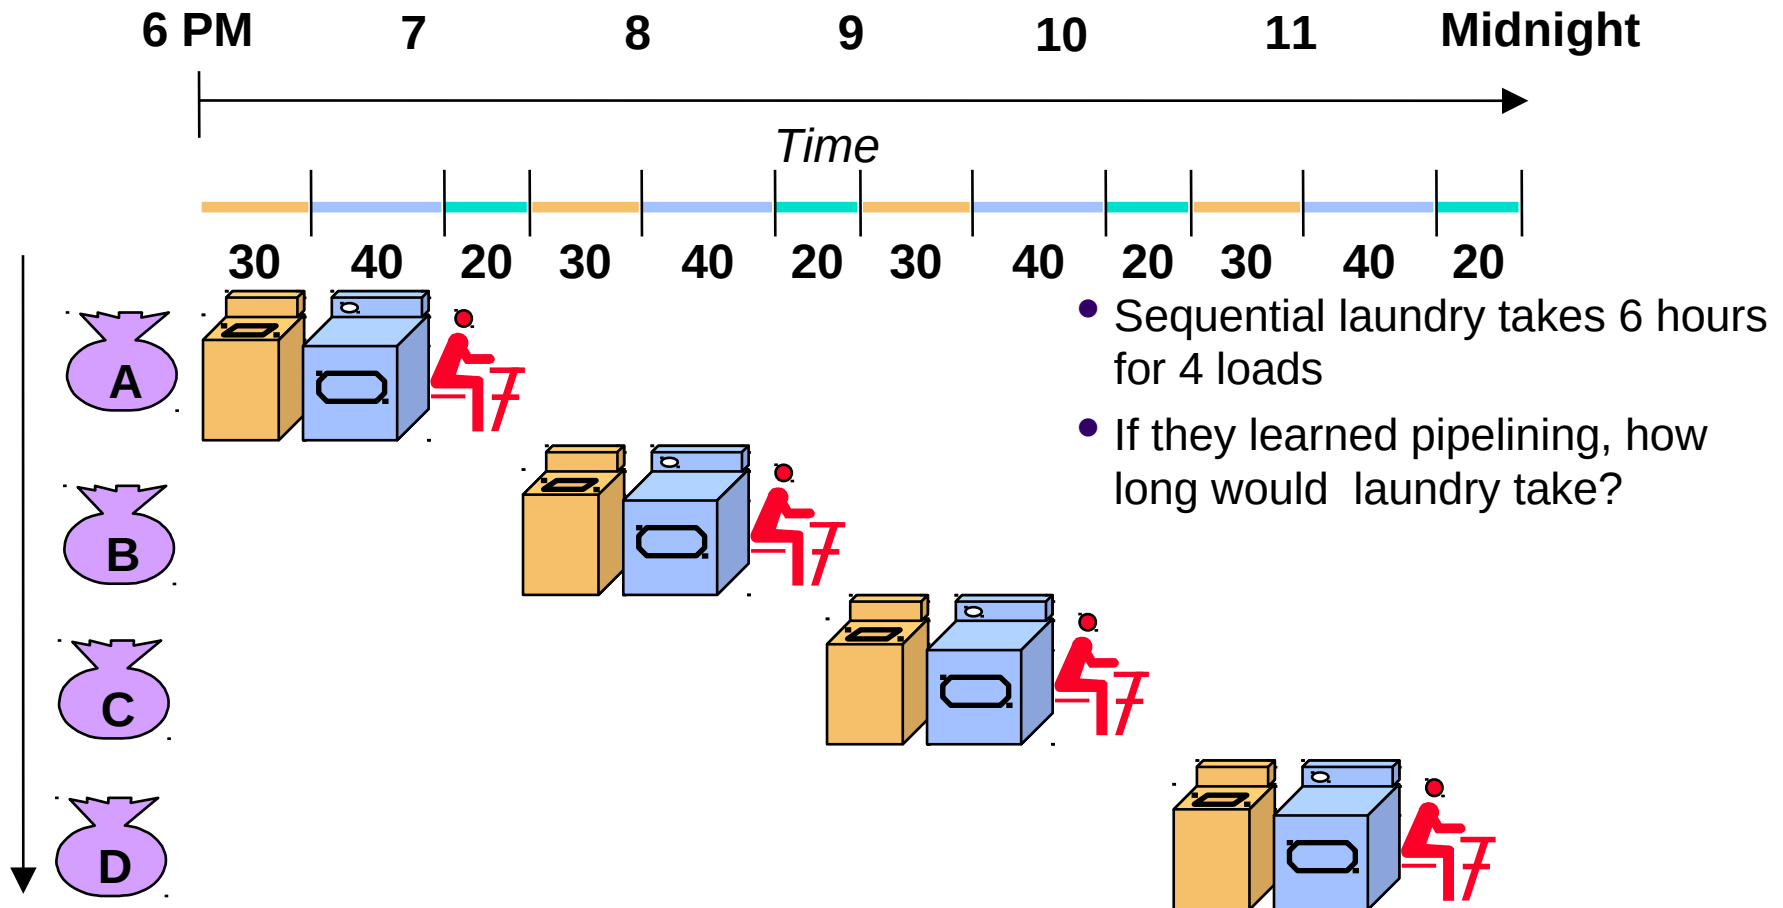 6 PM 7 8 9 10 11 Midnight
Time
30 40 20 30 40 20 30 40 20 30 40 20
A
B
C
D
• Sequential laundry takes 6 hours
for 4 loads
• If they learned pipelining, how
long would laundry take?